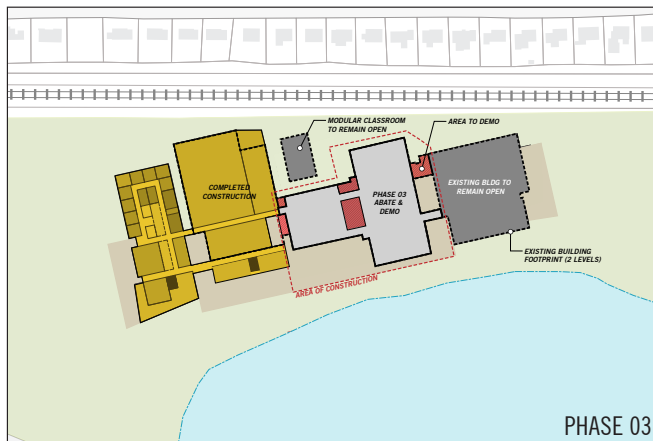 MODULAR CLASSROOM
TO REMAIN OPEN
AREA TO DEMO
COMPLETED
CONSTRUCTION
PHASE 03
ABATE &
DEMO
EXISTING BLDG TO
REMAIN OPEN
EXISTING BUILDING
FOOTPRINT (2 LEVELS)
AREA OF CONSTRUCTION
PHASE 03